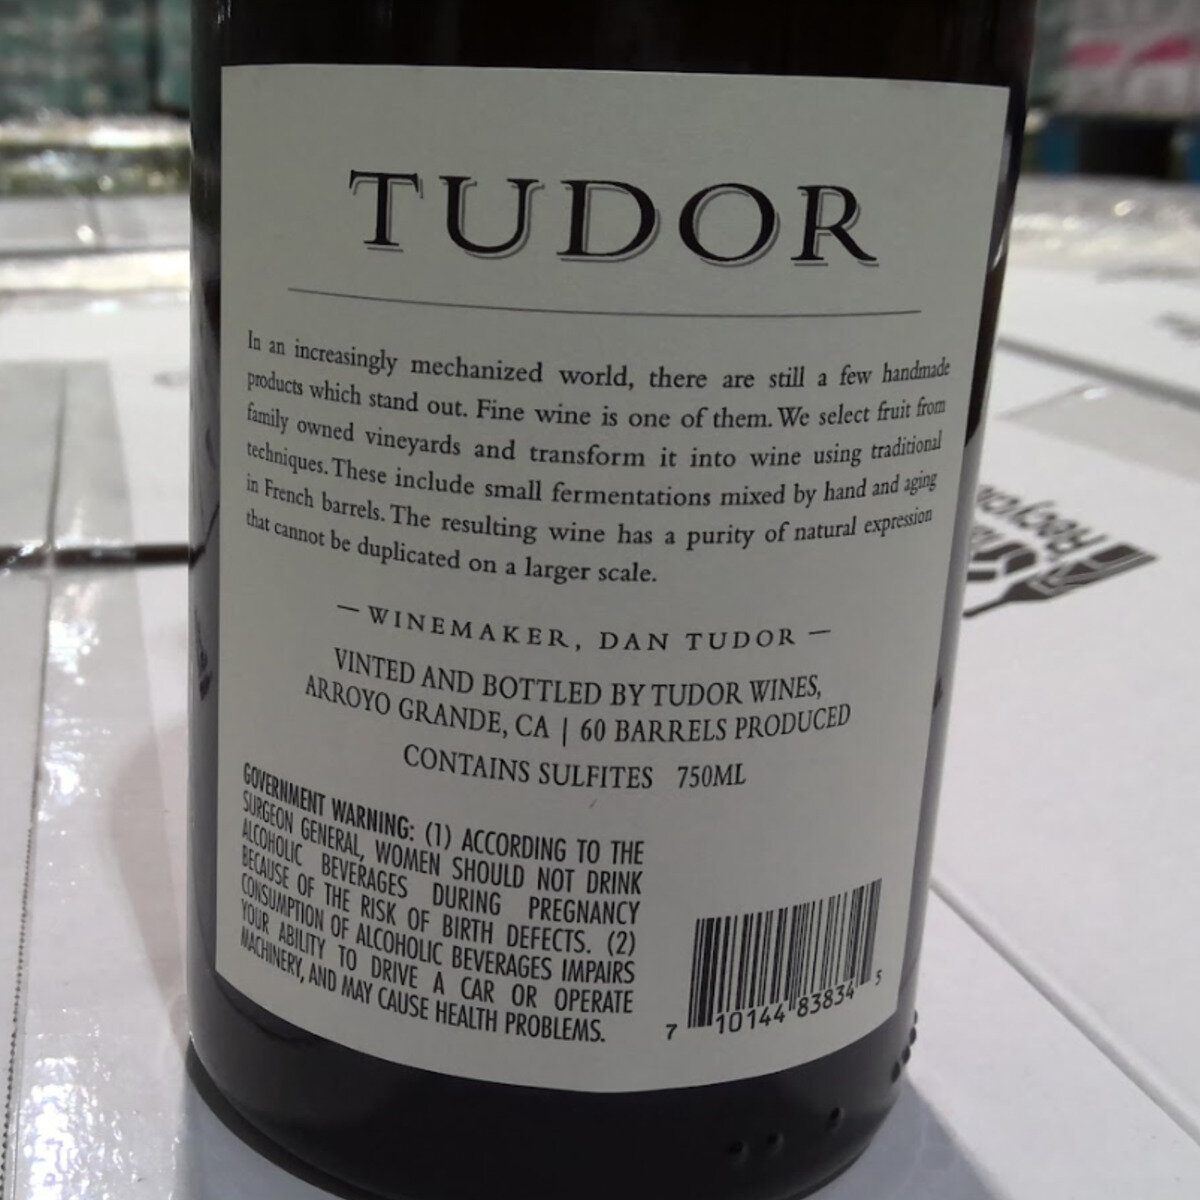 TUDOR
In an increasingly mechanized world, there are still a few handmade
products which stand out. Fine wine is one of them. We select fruit from
family owned vineyards and transform it into wine using traditional
techniques. These include small fermentations mixed by hand and aging
in French barrels. The resulting wine has a purity of natural expression
that cannot be duplicated on a larger scale.
— WINEMAKER, DAN TUDOR —
VINTED AND BOTTLED BY TUDOR WINES,
ARROYO GRANDE, CA | 60 BARRELS PRODUCED
CONTAINS SULFITES 750ML
GOVERNMENT WARNING: (1) ACCORDING TO THE
SURGEON GENERAL, WOMEN SHOULD NOT DRINK
ALCOHOLIC BEVERAGES DURING PREGNANCY
BECAUSE OF THE RISK OF BIRTH DEFECTS. (2)
CONSUMPTION OF ALCOHOLIC BEVERAGES IMPAIRS
YOUR ABILITY TO DRIVE A CAR OR OPERATE
MACHINERY, AND MAY CAUSE HEALTH PROBLEMS.
7 10144 83834 5